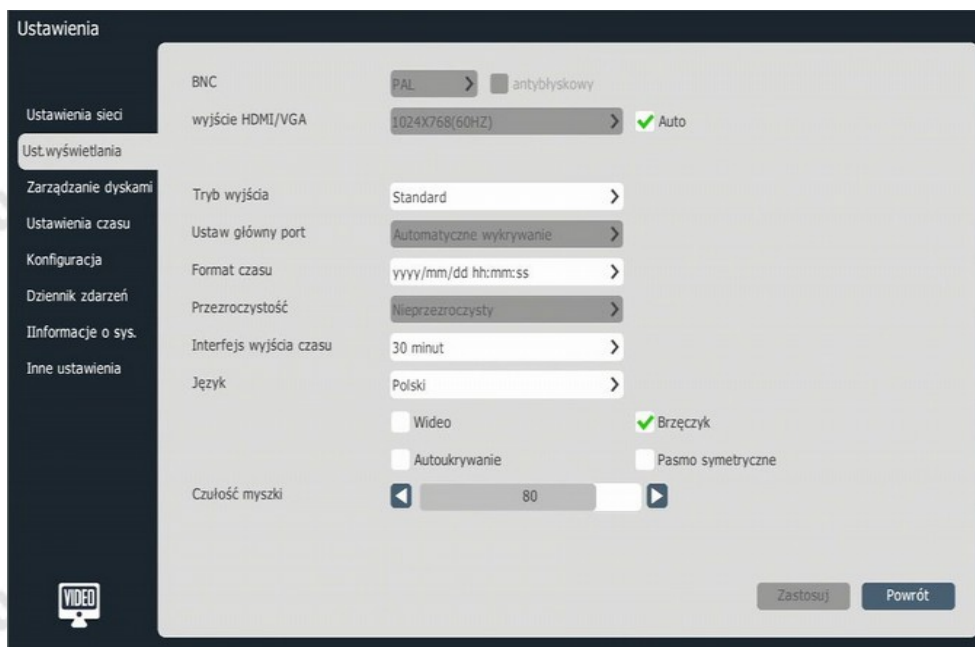 Ustawienia
Ustawienia sieci
Ust.wyświetlania
Zarządzanie dyskami
Ustawienia czasu
Konfiguracja
Dziennik zdarzeń
IInformacje o sys.
Inne ustawienia
VIDEO
BNC PAL antybłyskowy
wyjście HDMI/VGA 1024X768(60HZ) Auto
Tryb wyjścia Standard
Ustaw główny port Automatyczne wykrywanie
Format czasu yyyy/mm/dd hh:mm:ss
Przezroczystość Nieprzezroczysty
Interfejs wyjścia czasu 30 minut
Język Polski
Wideo Brzęczyk
Autoukrywanie Pasmo symetryczne
Czułość myszki 80
Zastosuj Powrót